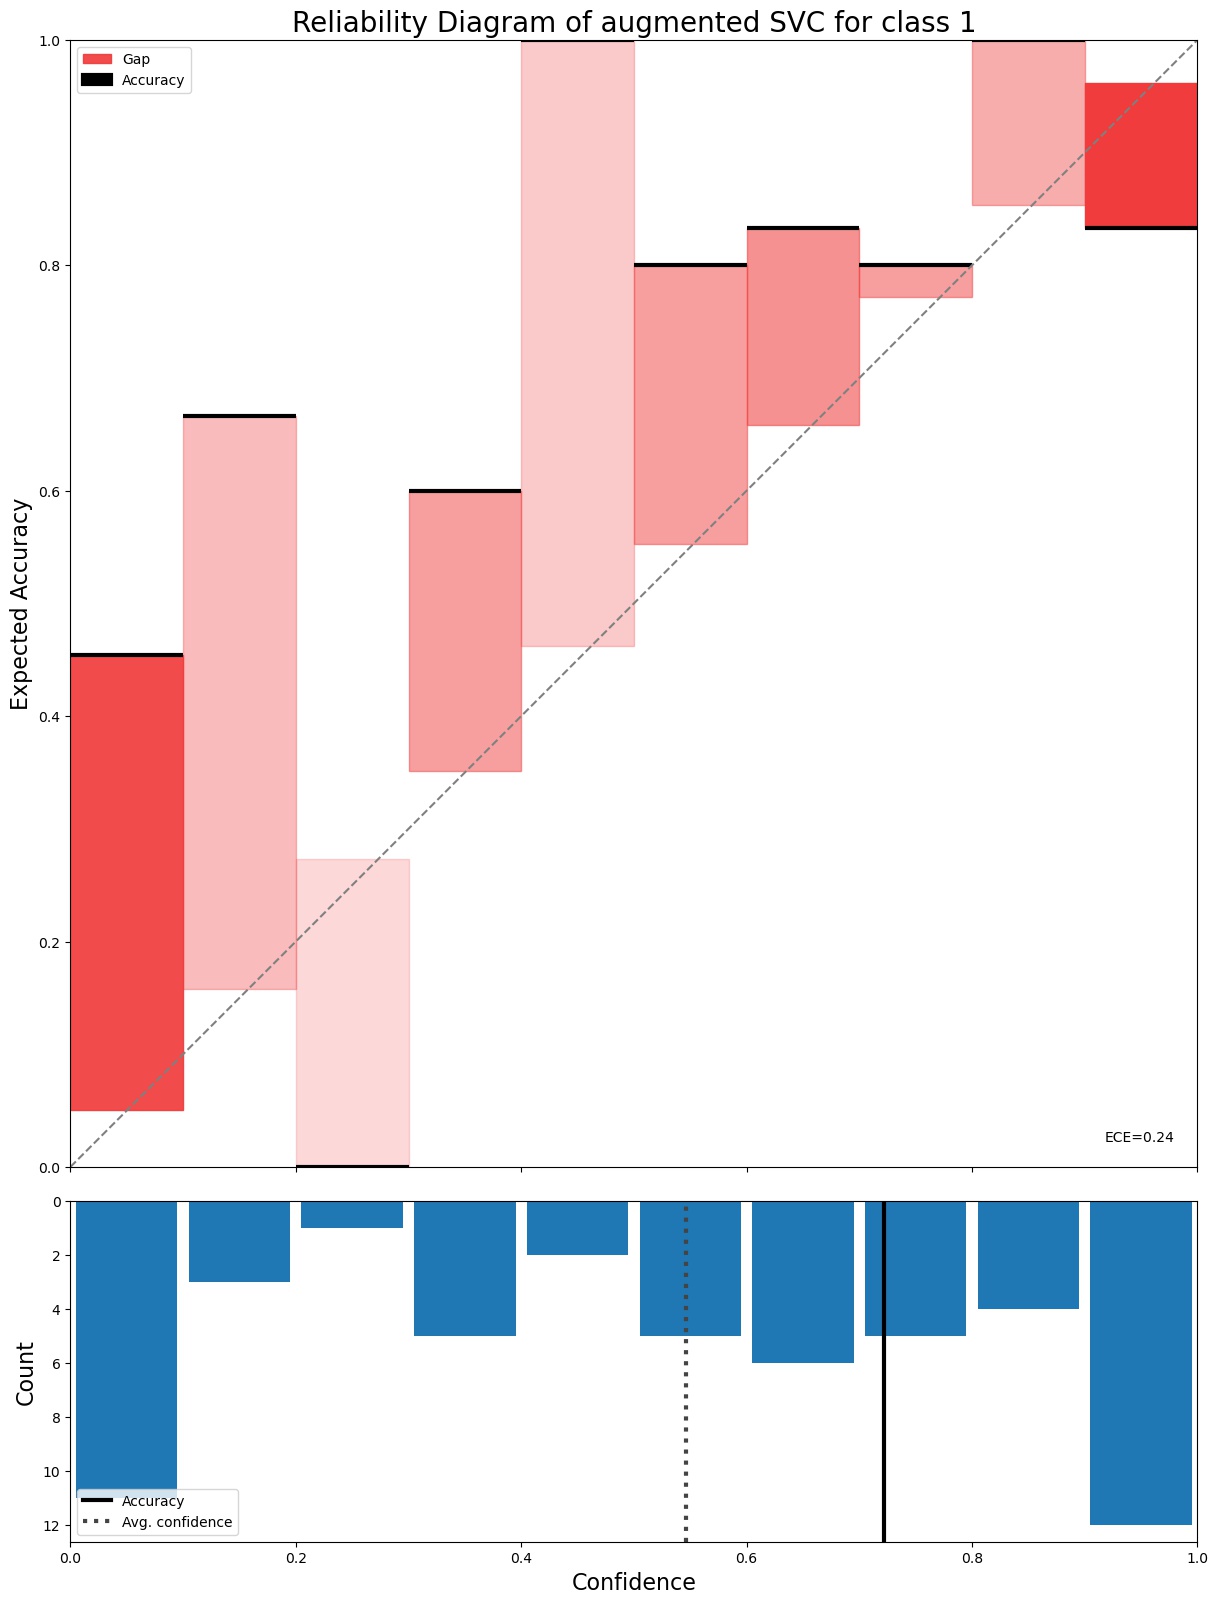 Reliability Diagram of augmented SVC for class 1
1.0
0.8
0.6
0.4
0.2
0.0
Expected Accuracy
Gap
Accuracy
ECE=0.24
0
2
4
6
8
10
12
Count
Accuracy
Avg. confidence
0.0 0.2 0.4 0.6 0.8 1.0
Confidence